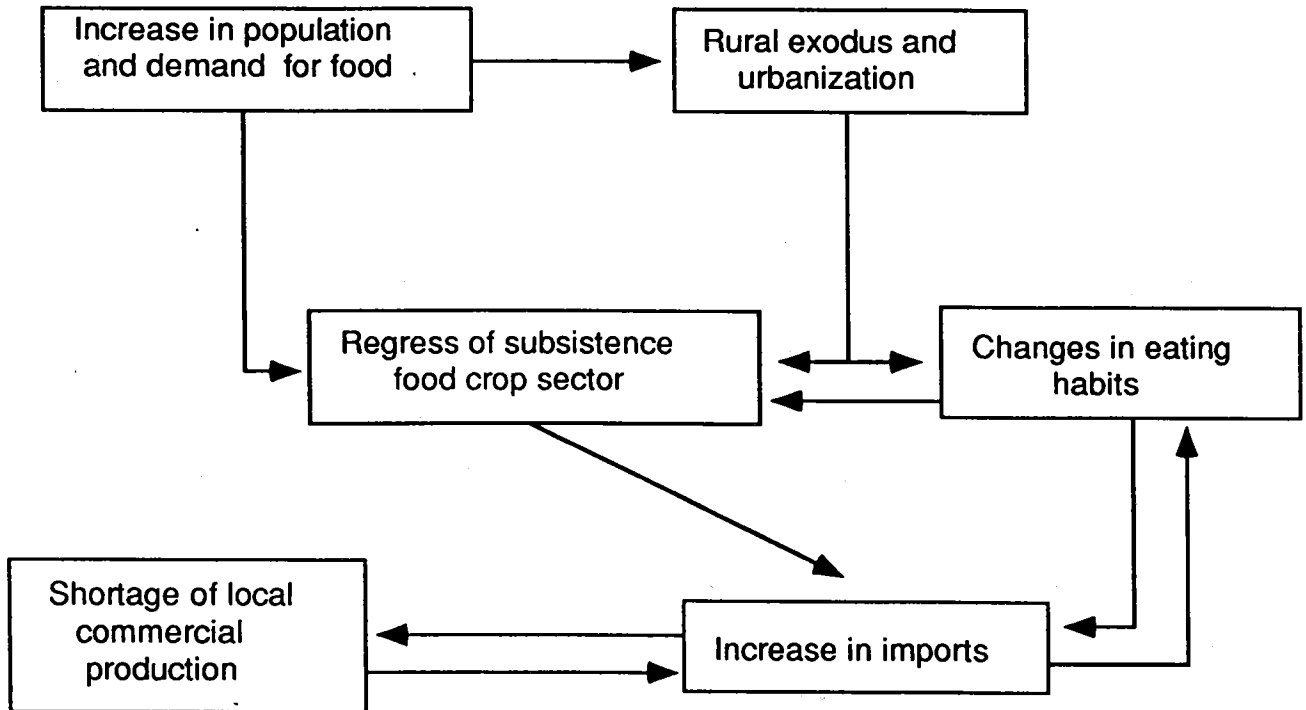 Increase in population
and demand for food
Rural exodus and
urbanization
Regress of subsistence
food crop sector
Changes in eating
habits
Shortage of local
commercial
production
Increase in imports